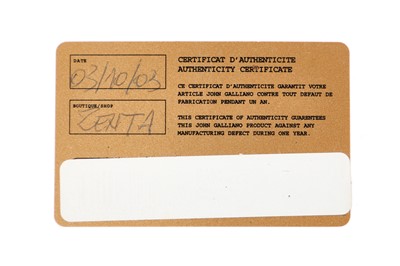 DATE
03/10/03
BOUTIQUE/SHOP
ZENTA
CERTIFICAT D'AUTHENTICITE
AUTHENTICITY CERTIFICATE
CE CERTIFICAT D'AUTHENTICITE GARANTIT VOTRE
ARTICLE JOHN GALLIANO CONTRE TOUT DEFAUT DE
FABRICATION PENDANT UN AN.
THIS CERTIFICATE OF AUTHENTICITY GUARENTEES
THIS JOHN GALLIANO PRODUCT AGAINST ANY
MANUFACTURING DEFECT DURING ONE YEAR.